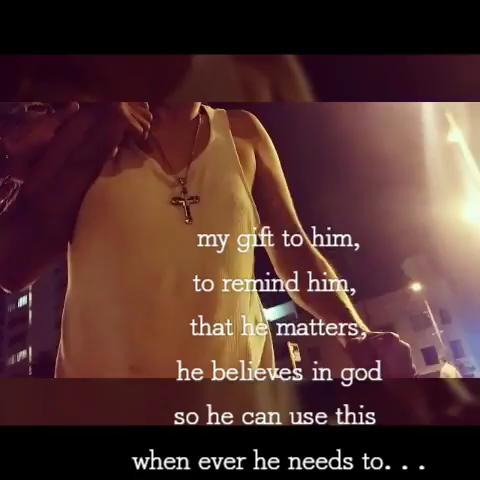 my gift to him,
to remind him,
that he matters,
he believes in god
so he can use this
when ever he needs to. . .